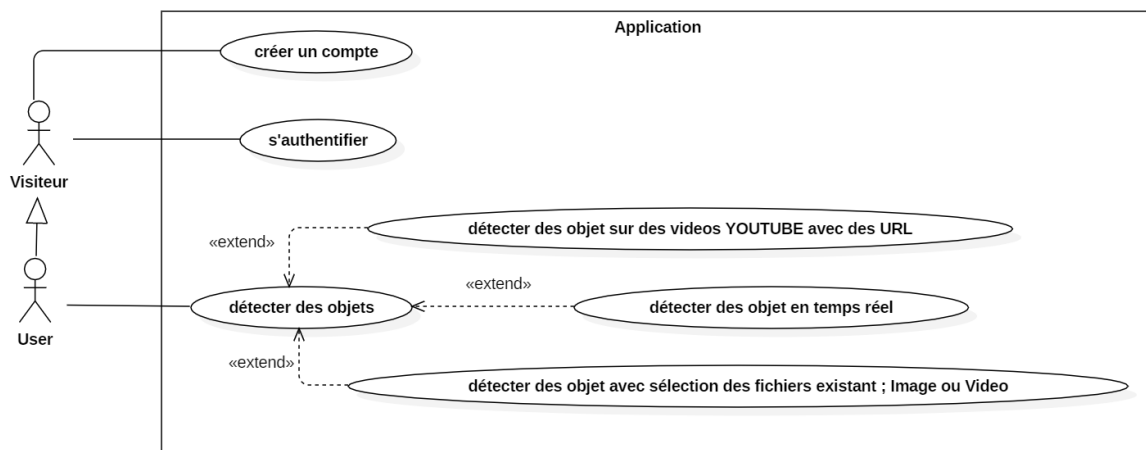 Application
créer un compte
s'authentifier
Visiteur
détecter des objet sur des videos YOUTUBE avec des URL
«extend»
«extend»
détecter des objets
détecter des objet en temps réel
User
«extend»
détecter des objet avec sélection des fichiers existant ; Image ou Video